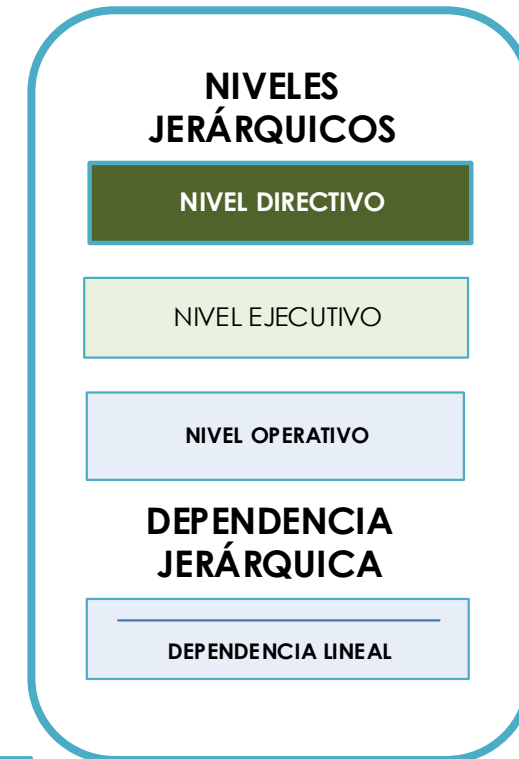 NIVELES
JERÁRQUICOS
NIVEL DIRECTIVO
NIVEL EJECUTIVO
NIVEL OPERATIVO
DEPENDENCIA
JERÁRQUICA
DEPENDENCIA LINEAL